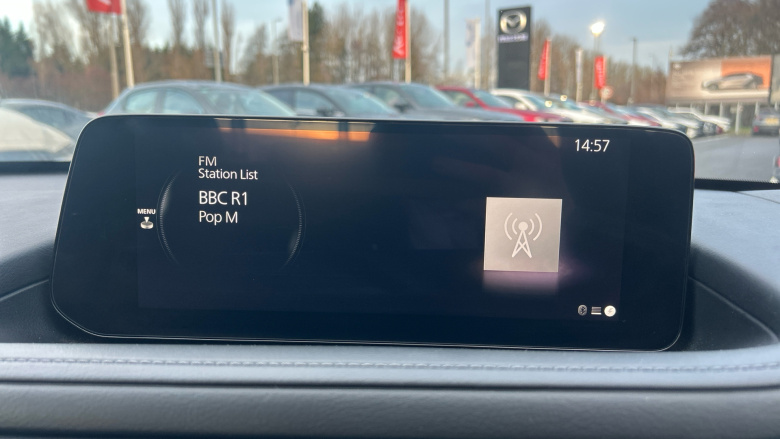 14:57
FM
Station List
BBC R1
Pop M
MENU